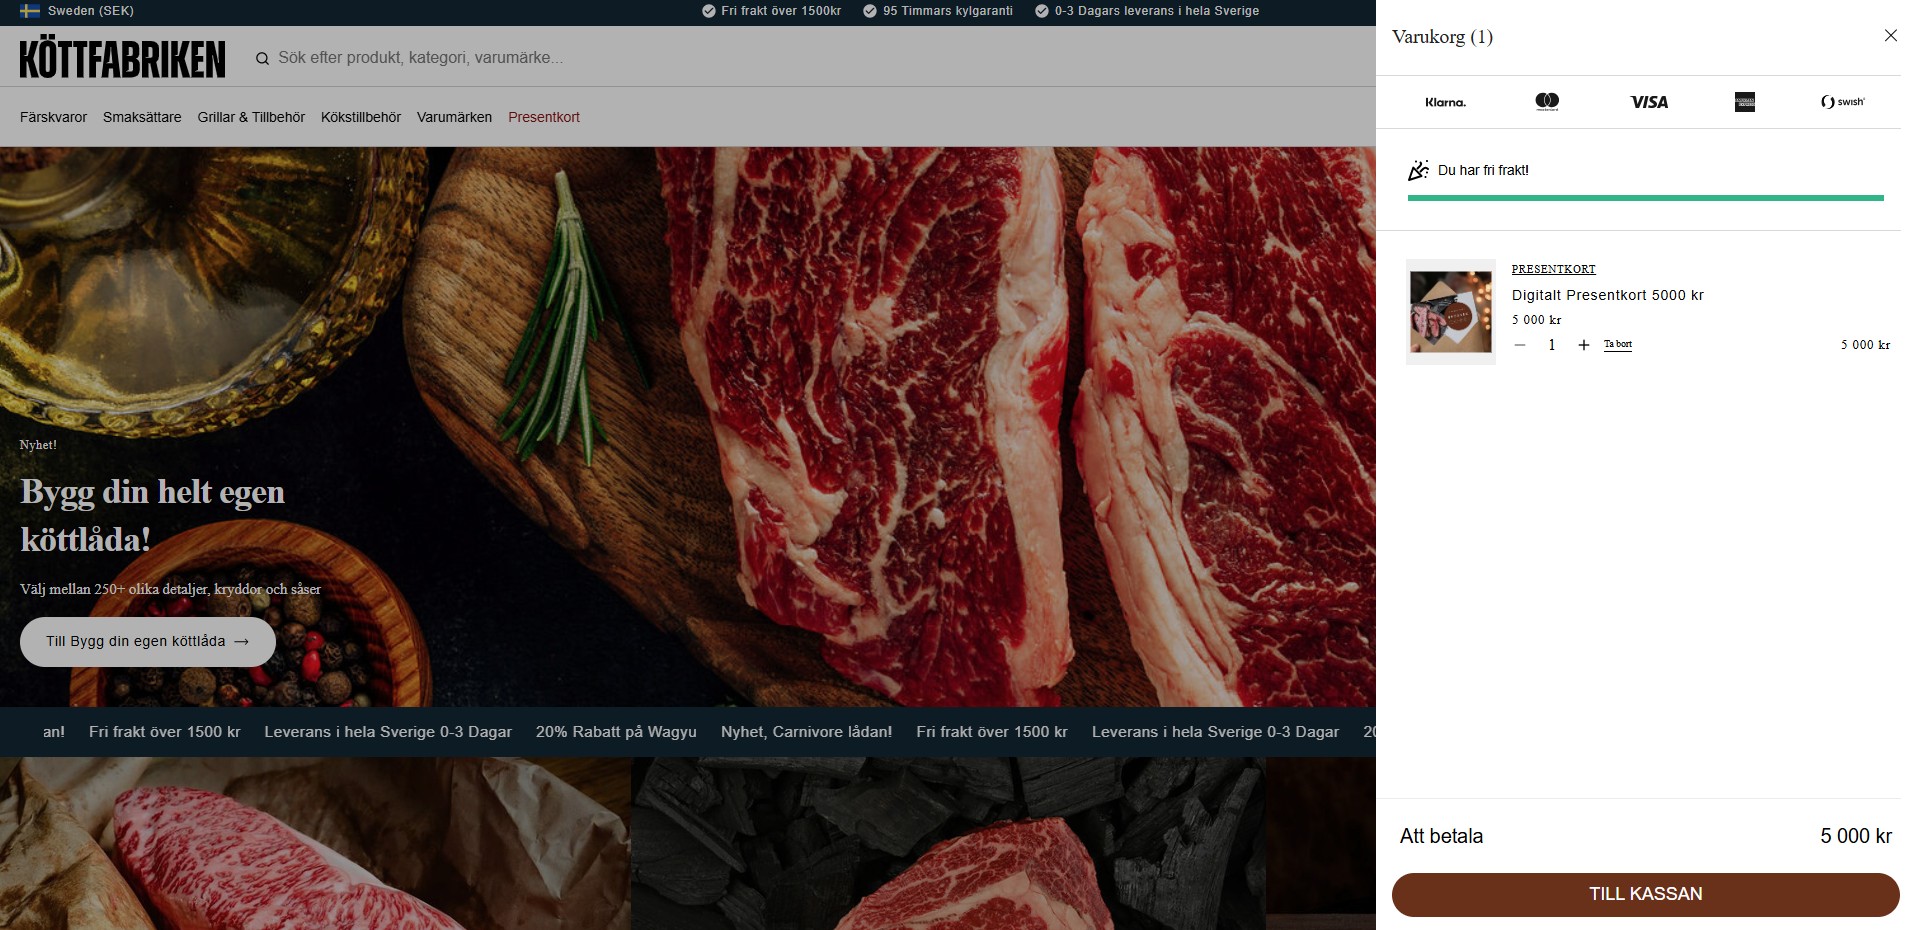 Sweden (SEK)
Fri frakt över 1500kr
95 Timmars kylgaranti
0-3 Dagars leverans i hela Sverige
KÖTTFABRIKEN
Sök efter produkt, kategori, varumärke...
Färskvaror
Smaksättare
Grillar & Tillbehör
Kökstillbehör
Varumärken
Presentkort
Nyhet!
Bygg din helt egen
köttlåda!
Välj mellan 250+ olika detaljer, kryddor och såser
Till Bygg din egen köttlåda →
an! Fri frakt över 1500 kr Leverans i hela Sverige 0-3 Dagar 20% Rabatt på Wagyu Nyhet, Carnivore lådan! Fri frakt över 1500 kr Leverans i hela Sverige 0-3 Dagar 20
Varukorg (1)
Klarna.
VISA
swish
Du har fri frakt!
PRESENTKORT
Digitalt Presentkort 5000 kr
5 000 kr
− 1 + Ta bort 5 000 kr
Att betala 5 000 kr
TILL KASSAN